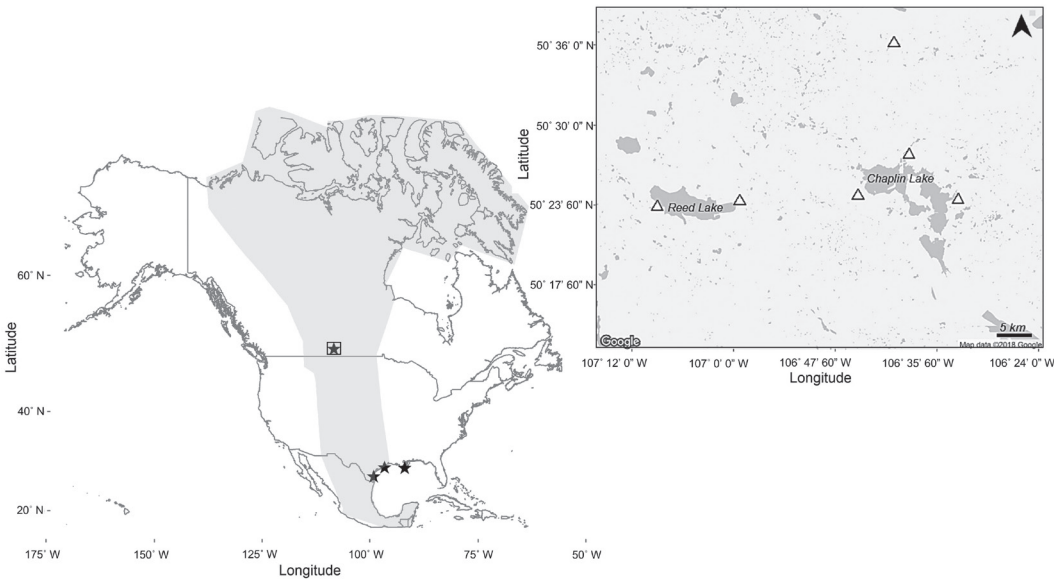 Latitude
60˚ N
40˚ N
20˚ N
175˚ W
150˚ W
125˚ W
100˚ W
75˚ W
50˚ W
Longitude
Latitude
50˚ 36' 0" N
50˚ 30' 0" N
50˚ 23' 60" N
50˚ 17' 60" N
Chaplin Lake
Reed Lake
5 km
Google
Map data ©2018 Google
107˚ 12' 0" W
107˚ 0' 0" W
106˚ 47' 60" W
106˚ 35' 60" W
106˚ 24' 0" W
Longitude